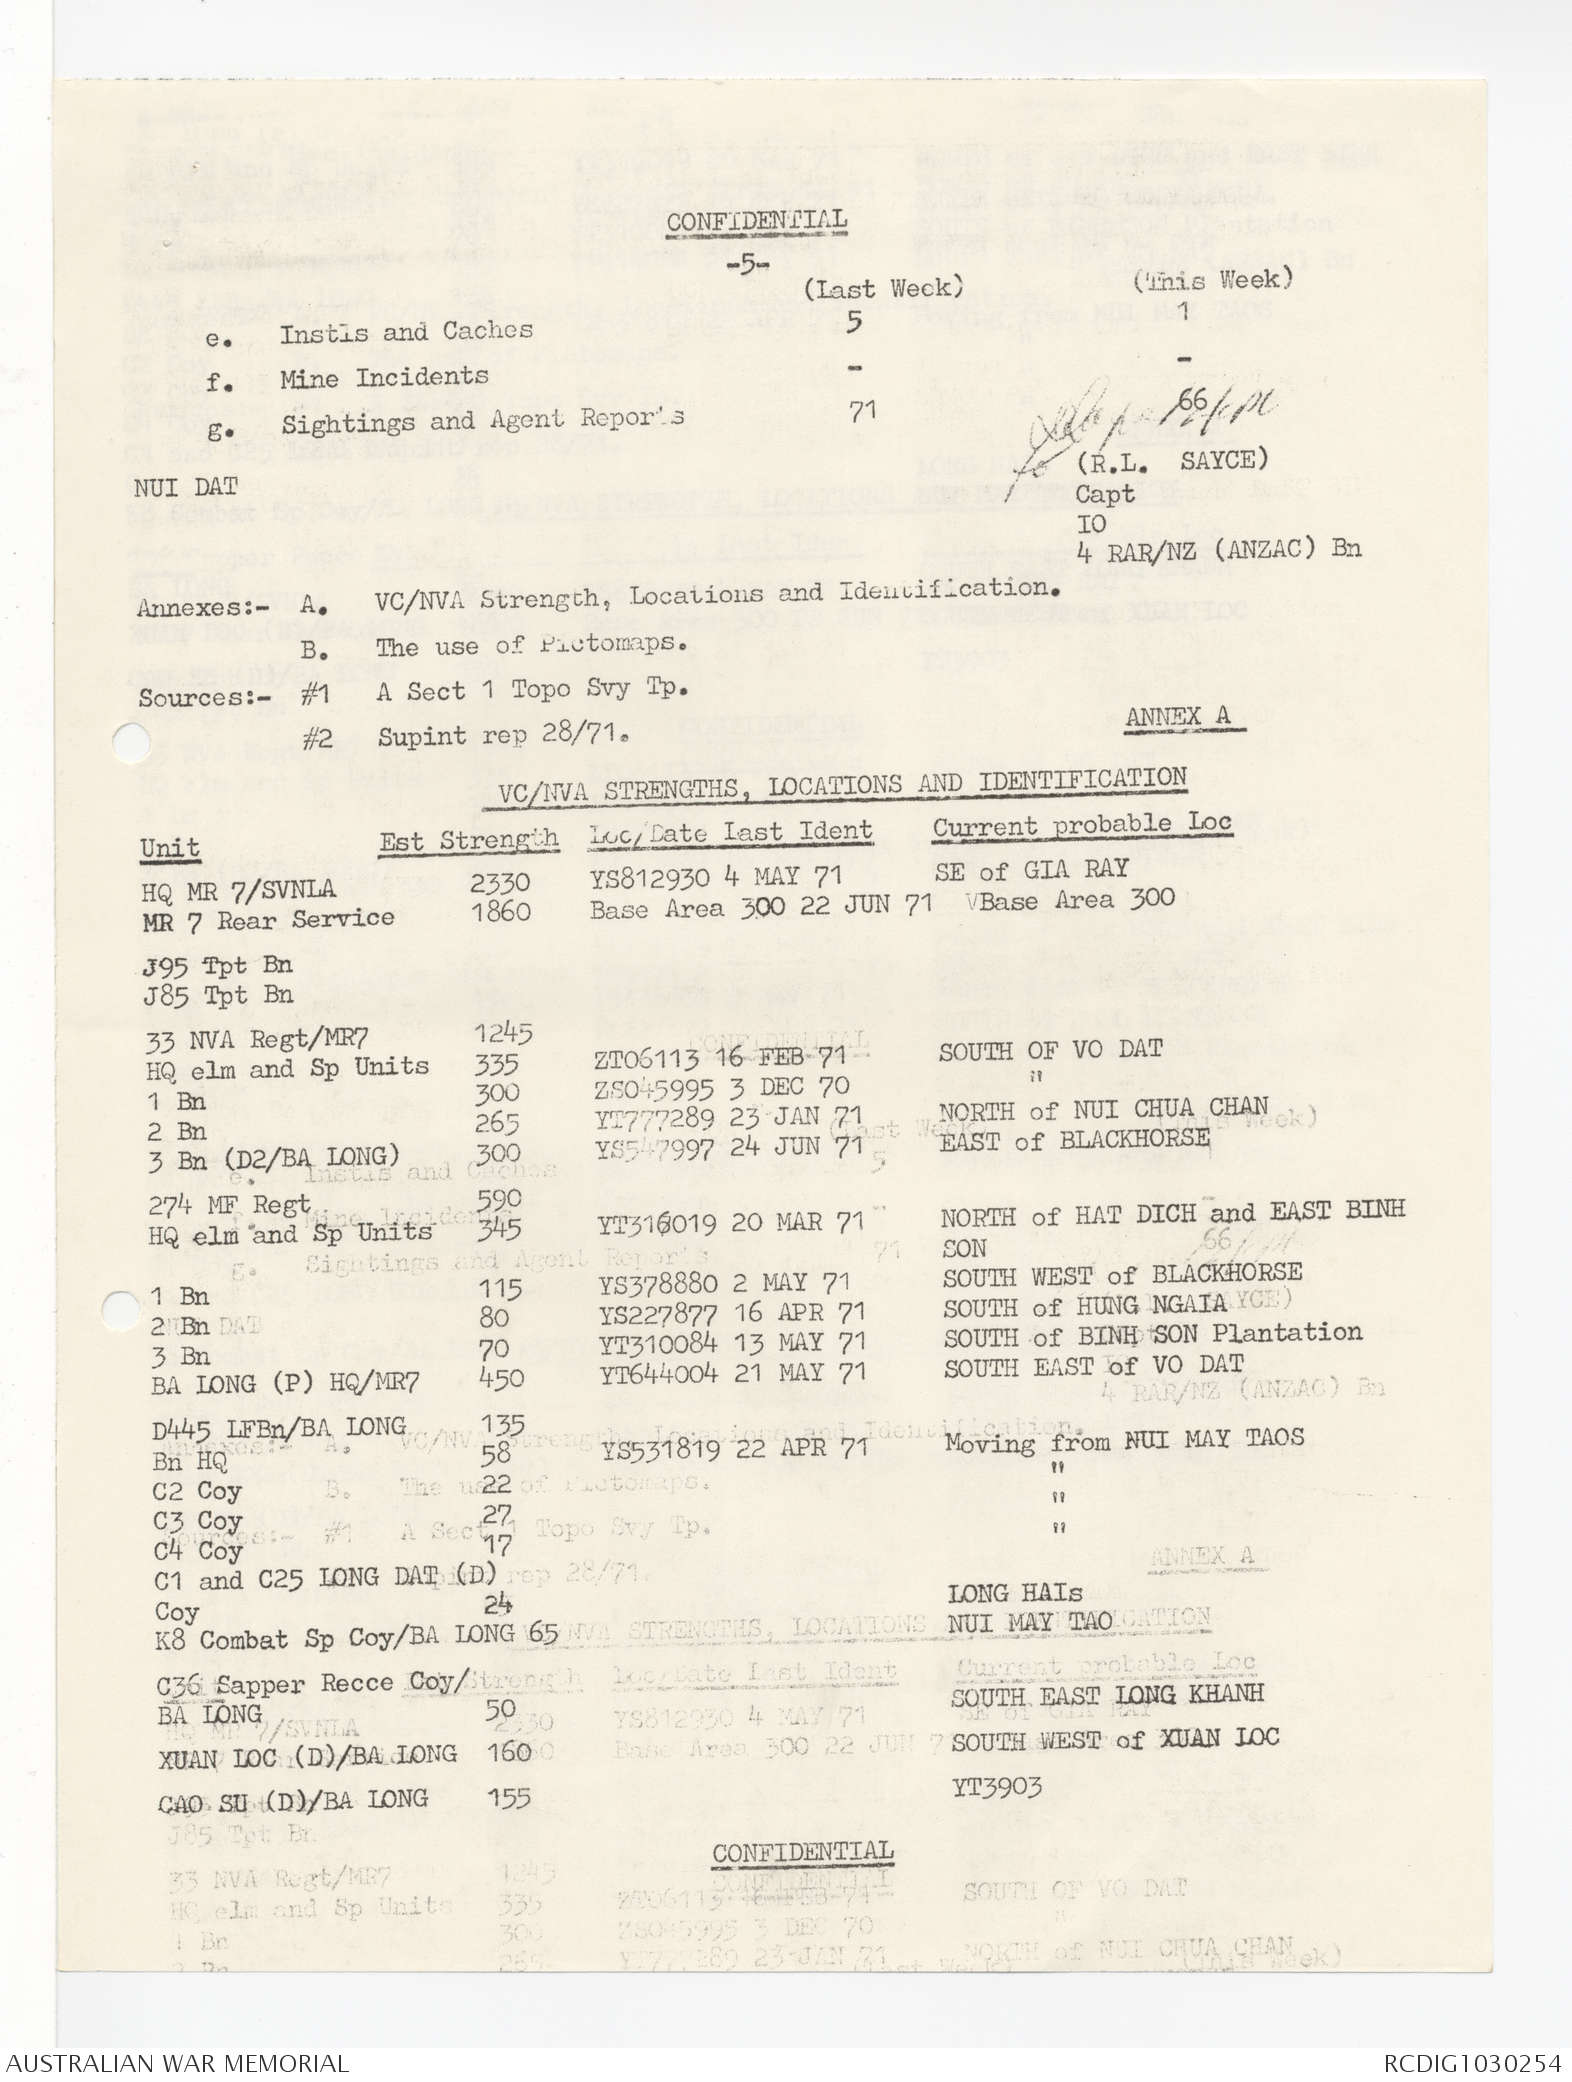 CONFIDENTIAL
-5-
(Last Week) (This Week)
e. Instls and Caches 5 1
f. Mine Incidents - -
g. Sightings and Agent Reports 71 66
(R.L. SAYCE)
NUI DAT
Capt
IO
4 RAR/NZ (ANZAC) Bn
Annexes:- A. VC/NVA Strength, Locations and Identification.
B. The use of Pictomaps.
Sources:- #1 A Sect 1 Topo Svy Tp.
#2 Supint rep 28/71.
ANNEX A
VC/NVA STRENGTHS, LOCATIONS AND IDENTIFICATION
Unit Est Strength Loc/Date Last Ident Current probable Loc
HQ MR 7/SVNLA 2330 YS812930 4 MAY 71 SE of GIA RAY
MR 7 Rear Service 1860 Base Area 300 22 JUN 71 Base Area 300
J95 Tpt Bn
J85 Tpt Bn
33 NVA Regt/MR7 1245
HQ elm and Sp Units 335 ZT06113 16 FEB 71 SOUTH OF VO DAT
1 Bn 300 ZS045995 3 DEC 70 "
2 Bn 265 YT777289 23 JAN 71 NORTH of NUI CHUA CHAN
3 Bn (D2/BA LONG) 300 YS547997 24 JUN 71 EAST of BLACKHORSE
274 MF Regt 590
HQ elm and Sp Units 345 YT316019 20 MAR 71 NORTH of HAT DICH and EAST BINH
SON
1 Bn 115 YS378880 2 MAY 71 SOUTH WEST of BLACKHORSE
2 Bn 80 YS227877 16 APR 71 SOUTH of HUNG NGAIA
3 Bn 70 YT310084 13 MAY 71 SOUTH of BINH SON Plantation
BA LONG (P) HQ/MR7 450 YT644004 21 MAY 71 SOUTH EAST of VO DAT
D445 LFBn/BA LONG 135
Bn HQ 58 YS531819 22 APR 71 Moving from NUI MAY TAOS
C2 Coy 22 "
C3 Coy 27 "
C4 Coy 17 "
C1 and C25 LONG DAT (D)
Coy 24 LONG HAIs
K8 Combat Sp Coy/BA LONG 65 NUI MAY TAO
C36 Sapper Recce Coy/
BA LONG 50 SOUTH EAST LONG KHANH
XUAN LOC (D)/BA LONG 160 SOUTH WEST of XUAN LOC
CAO SU (D)/BA LONG 155 YT3903
CONFIDENTIAL
AUSTRALIAN WAR MEMORIAL RCDIG1030254